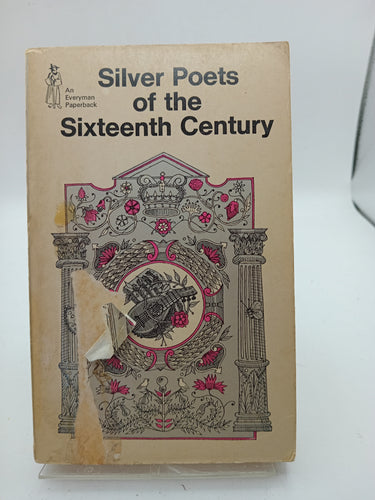 An
Everyman
Paperback
Silver Poets
of the
Sixteenth Century